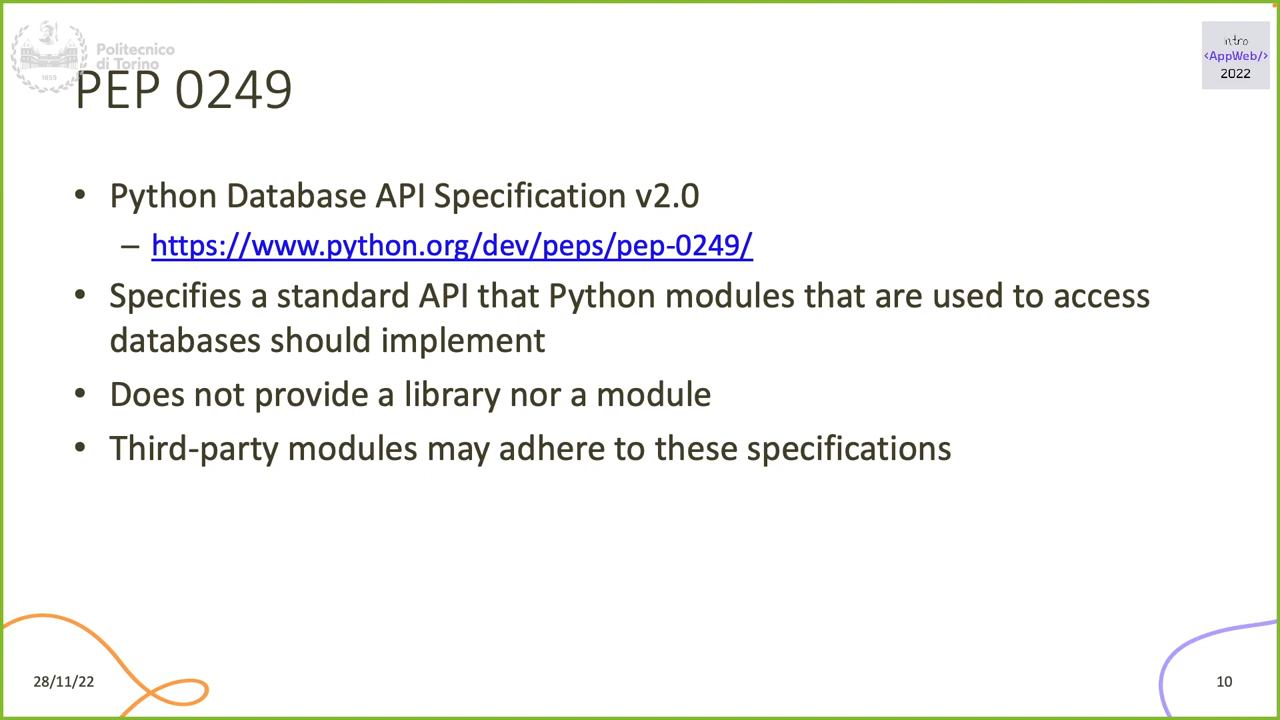 Politecnico
di Torino
1859
intro
<AppWeb/>
2022
PEP 0249
• Python Database API Specification v2.0
– https://www.python.org/dev/peps/pep-0249/
• Specifies a standard API that Python modules that are used to access
databases should implement
• Does not provide a library nor a module
• Third-party modules may adhere to these specifications
28/11/22
10